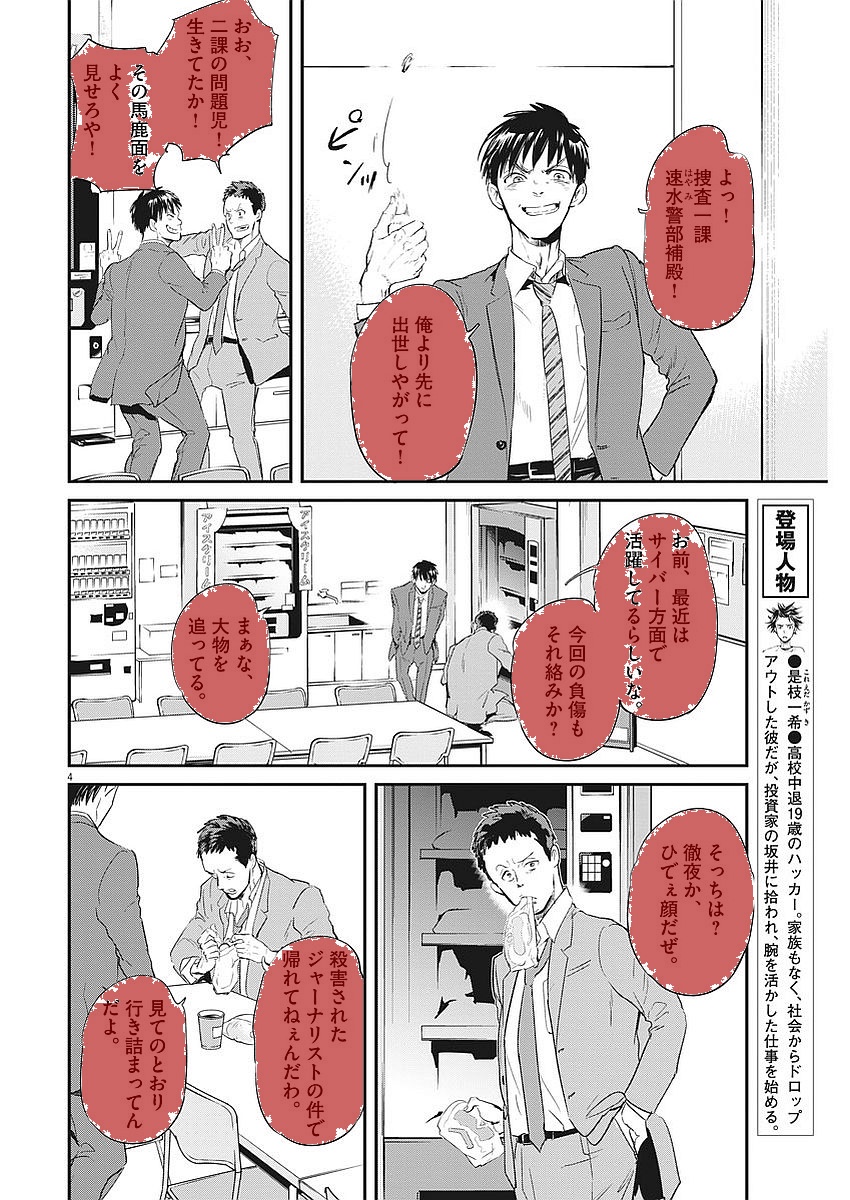 よっ!
捜査一課
速水警部補殿!
はやみ
俺より先に
出世しやがって!
ピンッ
おお、
二課の問題児!
生きてたか!
その馬鹿面を
よく
見せろや!
お前、最近は
サイバー方面で
活躍してるらしいな。
今回の負傷も
それ絡みか?
まぁな、
大物を
追ってる。
アイスクリーム
アイスクリーム
そっちは?
徹夜か、
ひでぇ顔だぜ。
殺害された
ジャーナリストの件で
帰れてねぇんだわ。
見てのとおり
行き詰まってん
だよ。
4
登場人物
●是枝一希●高校中退19歳のハッカー。家族もなく、社会からドロップ
これえだかずき
アウトした彼だが、投資家の坂井に拾われ、腕を活かした仕事を始める。